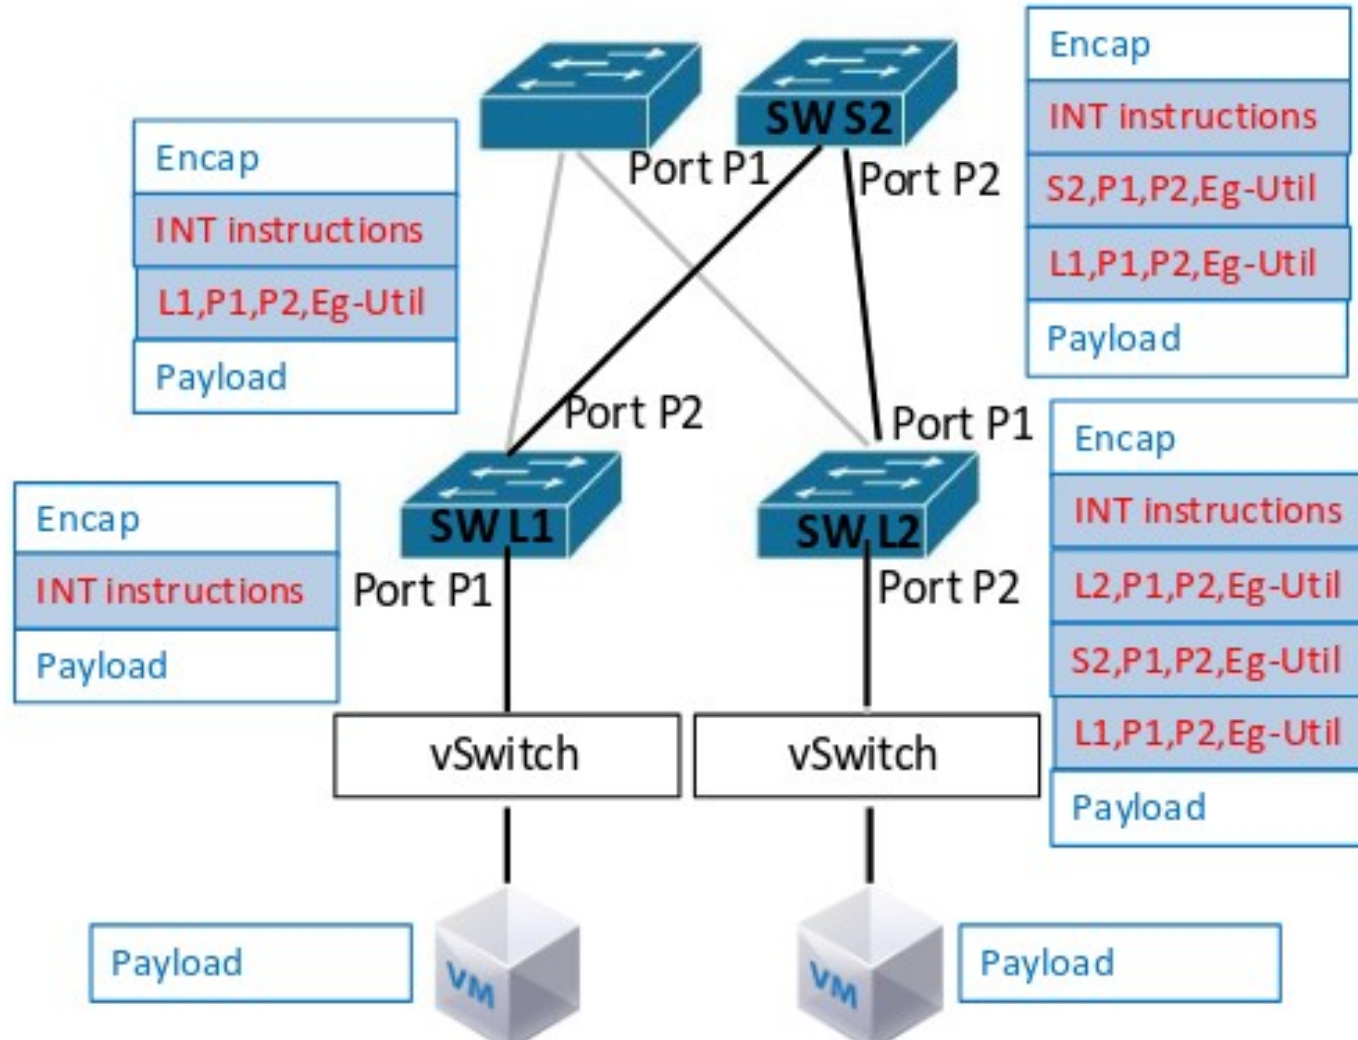 Encap
INT instructions
S2,P1,P2,Eg-Util
L1,P1,P2,Eg-Util
Payload
SW S2
Port P1
Port P2
Encap
INT instructions
L1,P1,P2,Eg-Util
Payload
Port P2
Port P1
SW L1
SW L2
Port P1
Port P2
Encap
INT instructions
Payload
Encap
INT instructions
L2,P1,P2,Eg-Util
S2,P1,P2,Eg-Util
L1,P1,P2,Eg-Util
Payload
vSwitch
vSwitch
Payload
VM
VM
Payload